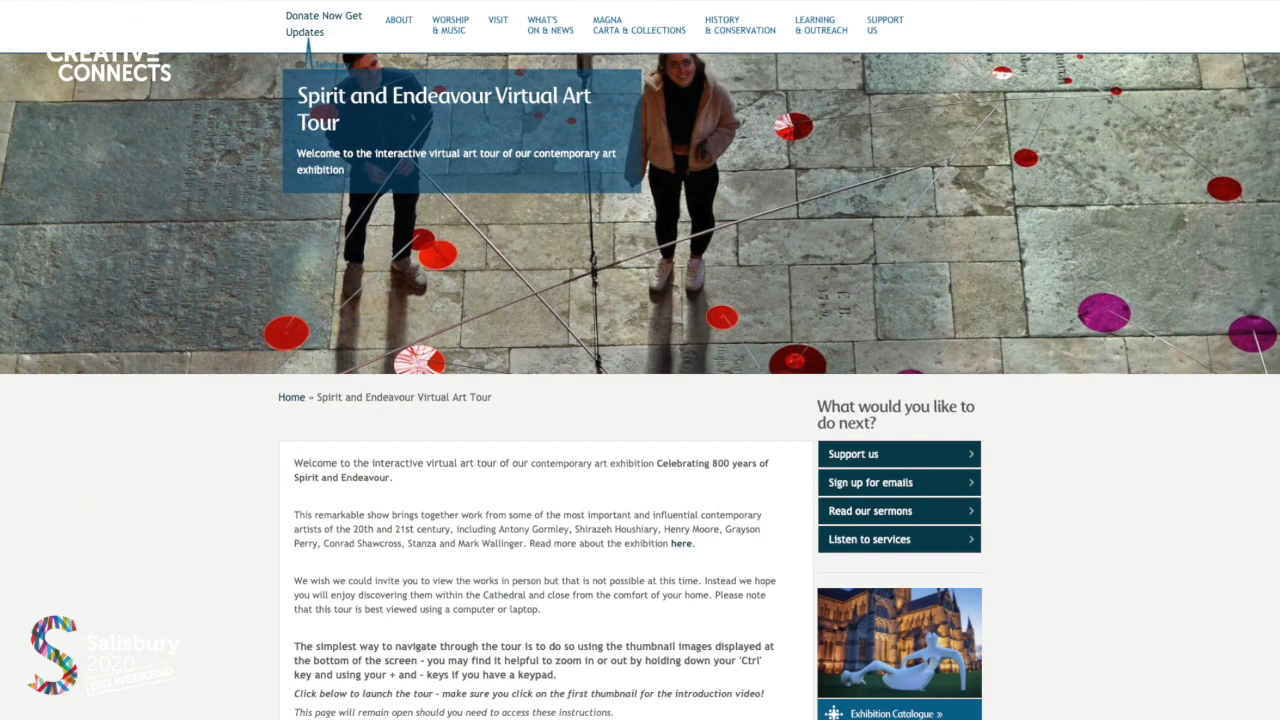 Donate Now Get
Updates
ABOUT
WORSHIP
& MUSIC
VISIT
WHAT'S
ON & NEWS
MAGNA
CARTA & COLLECTIONS
HISTORY
& CONSERVATION
LEARNING
& OUTREACH
SUPPORT
US
CREATIVE
CONNECTS
Salisbury
Spirit and Endeavour Virtual Art
Tour
Welcome to the interactive virtual art tour of our contemporary art
exhibition
Home » Spirit and Endeavour Virtual Art Tour
Welcome to the interactive virtual art tour of our contemporary art exhibition Celebrating 800 years of
Spirit and Endeavour.
This remarkable show brings together work from some of the most important and influential contemporary
artists of the 20th and 21st century, including Antony Gormley, Shirazeh Houshiary, Henry Moore, Grayson
Perry, Conrad Shawcross, Stanza and Mark Wallinger. Read more about the exhibition here.
We wish we could invite you to view the works in person but that is not possible at this time. Instead we hope
you will enjoy discovering them within the Cathedral and close from the comfort of your home. Please note
that this tour is best viewed using a computer or laptop.
The simplest way to navigate through the tour is to do so using the thumbnail images displayed at
the bottom of the screen - you may find it helpful to zoom in or out by holding down your 'Ctrl'
key and using your + and - keys if you have a keypad.
Click below to launch the tour - make sure you click on the first thumbnail for the introduction video!
This page will remain open should you need to access these instructions.
What would you like to
do next?
Support us
Sign up for emails
Read our sermons
Listen to services
Exhibition Catalogue »
Salisbury
2020
BIG WEEKEND